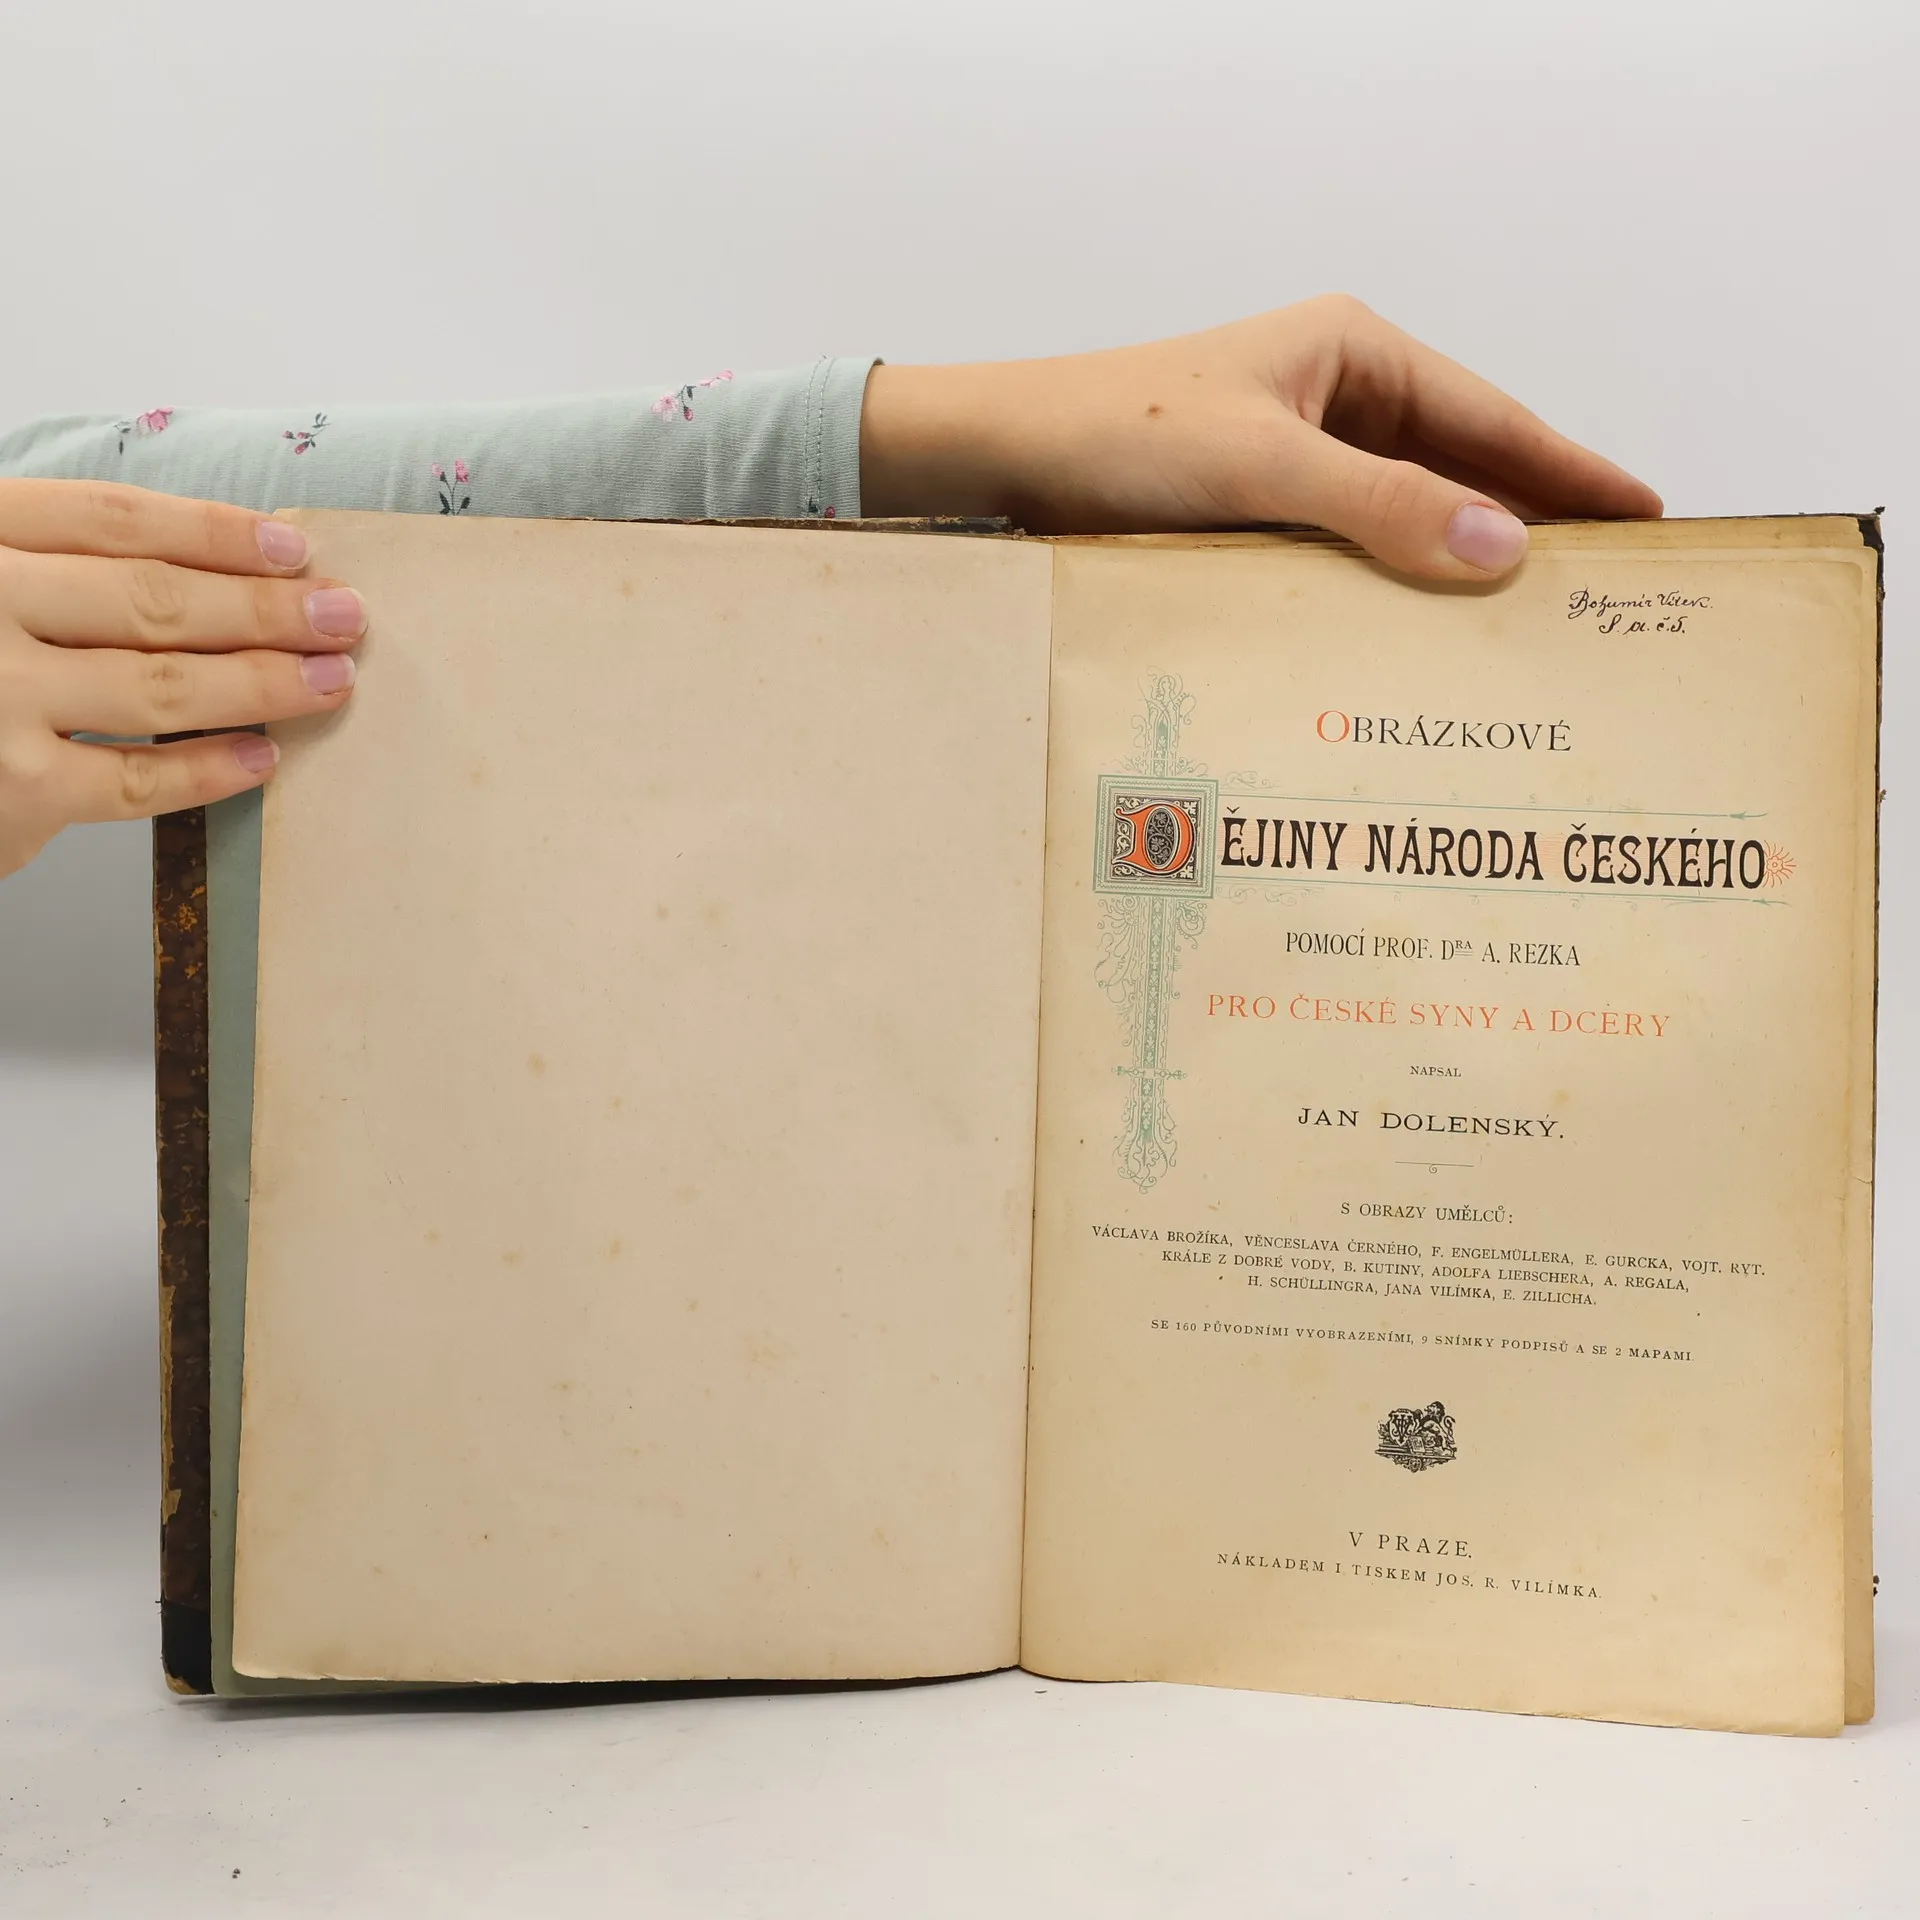 Bohumír Vítek.
S. a. č. 5.
OBRÁZKOVÉ
DĚJINY NÁRODA ČESKÉHO
POMOCÍ PROF. DRA A. REZKA
PRO ČESKÉ SYNY A DCERY
NAPSAL
JAN DOLENSKÝ.
S OBRAZY UMĚLCŮ:
VÁCLAVA BROŽÍKA, VĚNCESLAVA ČERNÉHO, F. ENGELMÜLLERA, E. GURCKA, VOJT. RYT.
KRÁLE Z DOBRÉ VODY, B. KUTINY, ADOLFA LIEBSCHERA, A. REGALA,
H. SCHÜLLINGRA, JANA VILÍMKA, E. ZILLICHA.
SE 160 PŮVODNÍMI VYOBRAZENÍMI, 9 SNÍMKY PODPISŮ A SE 2 MAPAMI.
V PRAZE.
NÁKLADEM I TISKEM JOS. R. VILÍMKA.